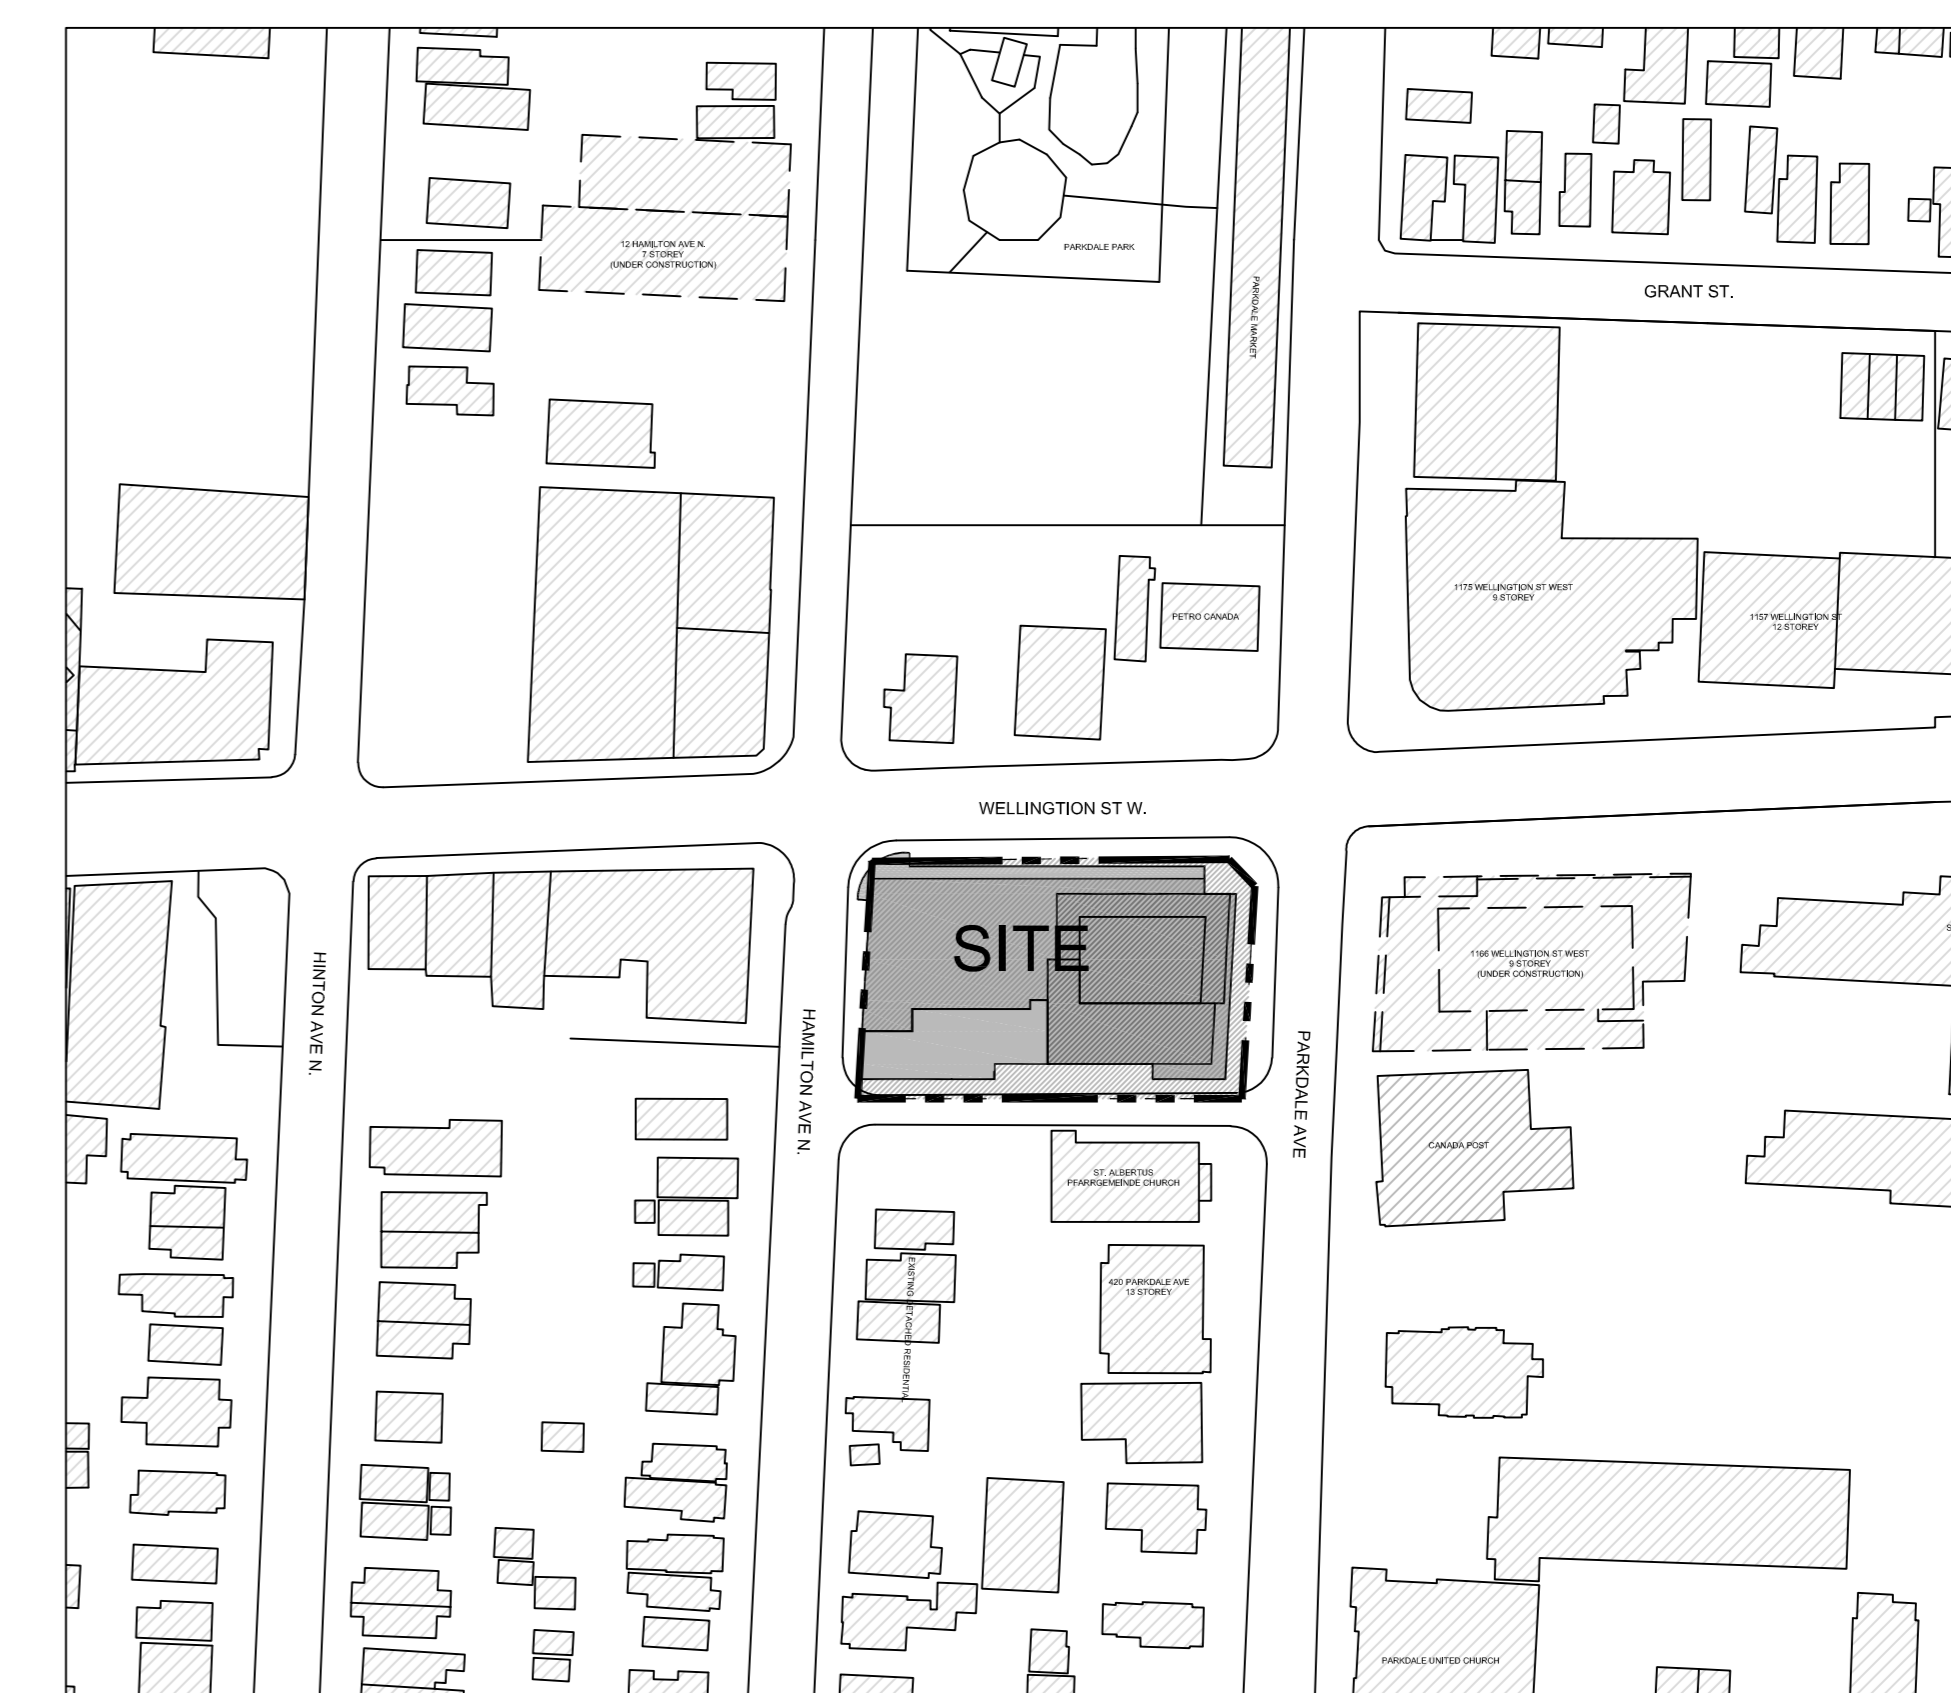 12 HAMILTON AVE N.
7 STOREY
(UNDER CONSTRUCTION)
PARKDALE PARK
PARKDALE MARKET
GRANT ST.
1175 WELLINGTON ST WEST
9 STOREY
1157 WELLINGTON ST
12 STOREY
PETRO CANADA
WELLINGTON ST W.
SITE
HINTON AVE N.
HAMILTON AVE N.
PARKDALE AVE
1166 WELLINGTON ST WEST
9 STOREY
(UNDER CONSTRUCTION)
CANADA POST
ST. ALBERTUS
PFARRGEMEINDE CHURCH
EXISTING DETACHED RESIDENTIAL
420 PARKDALE AVE
13 STOREY
PARKDALE UNITED CHURCH